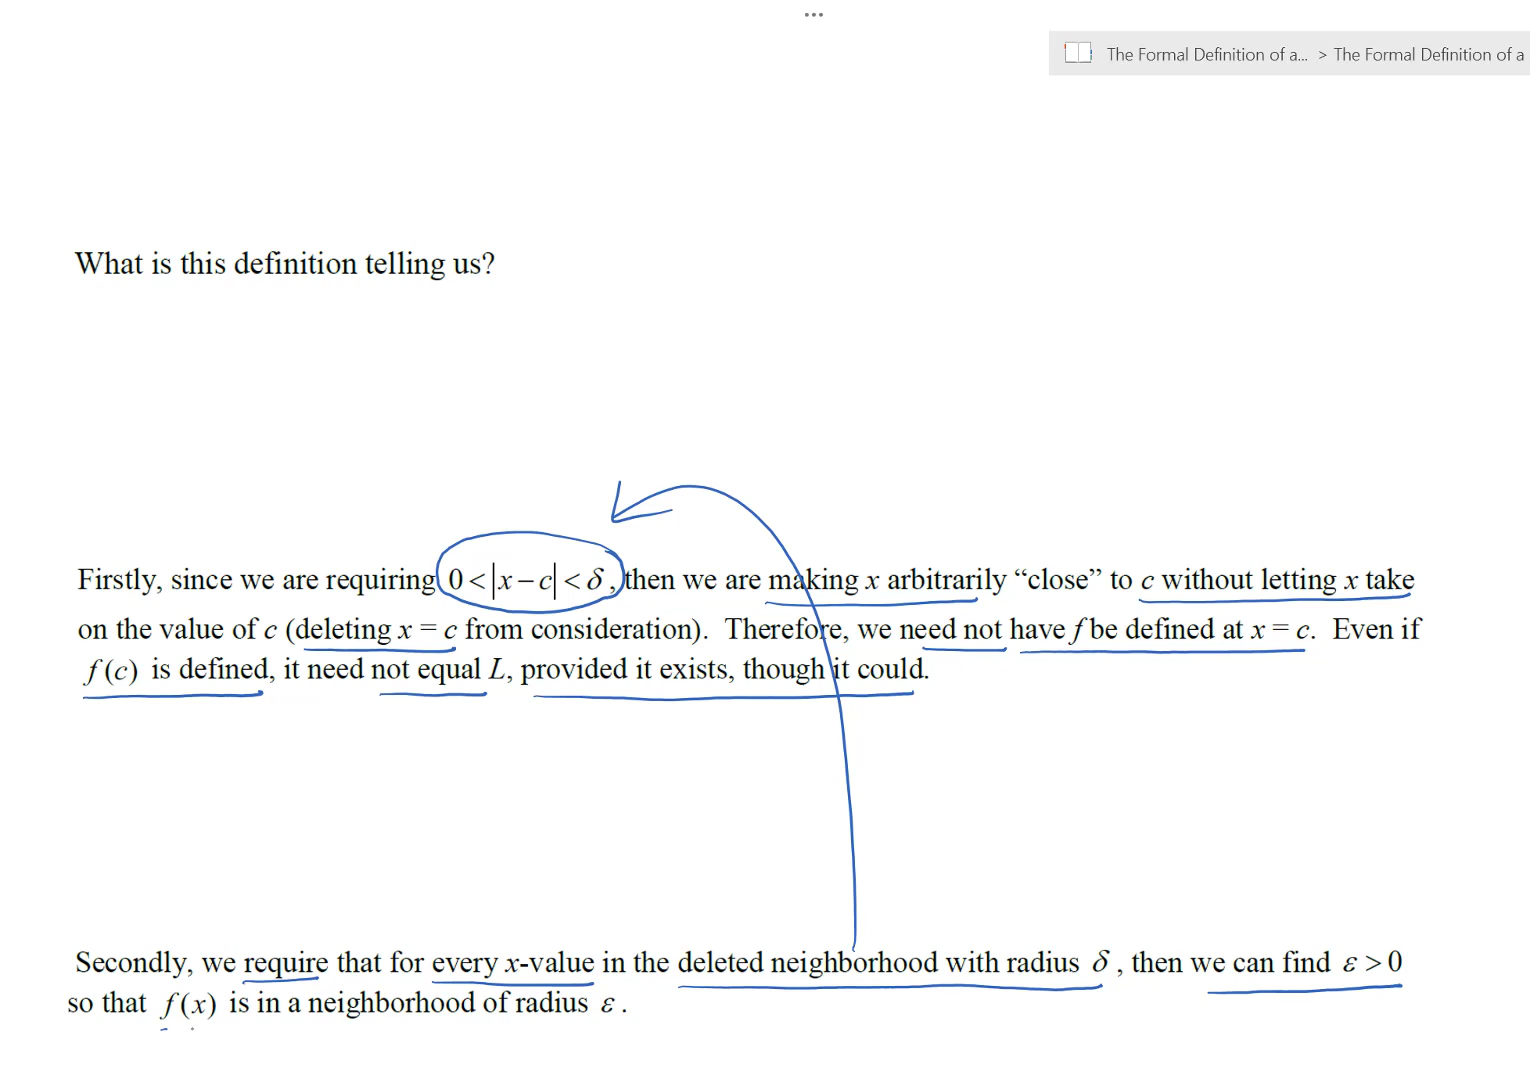 ...
The Formal Definition of a... > The Formal Definition of a
What is this definition telling us?
Firstly, since we are requiring 0 < |x − c| < δ, then we are making x arbitrarily “close” to c without letting x take
on the value of c (deleting x = c from consideration). Therefore, we need not have f be defined at x = c. Even if
f(c) is defined, it need not equal L, provided it exists, though it could.
Secondly, we require that for every x-value in the deleted neighborhood with radius δ, then we can find ε > 0
so that f(x) is in a neighborhood of radius ε.